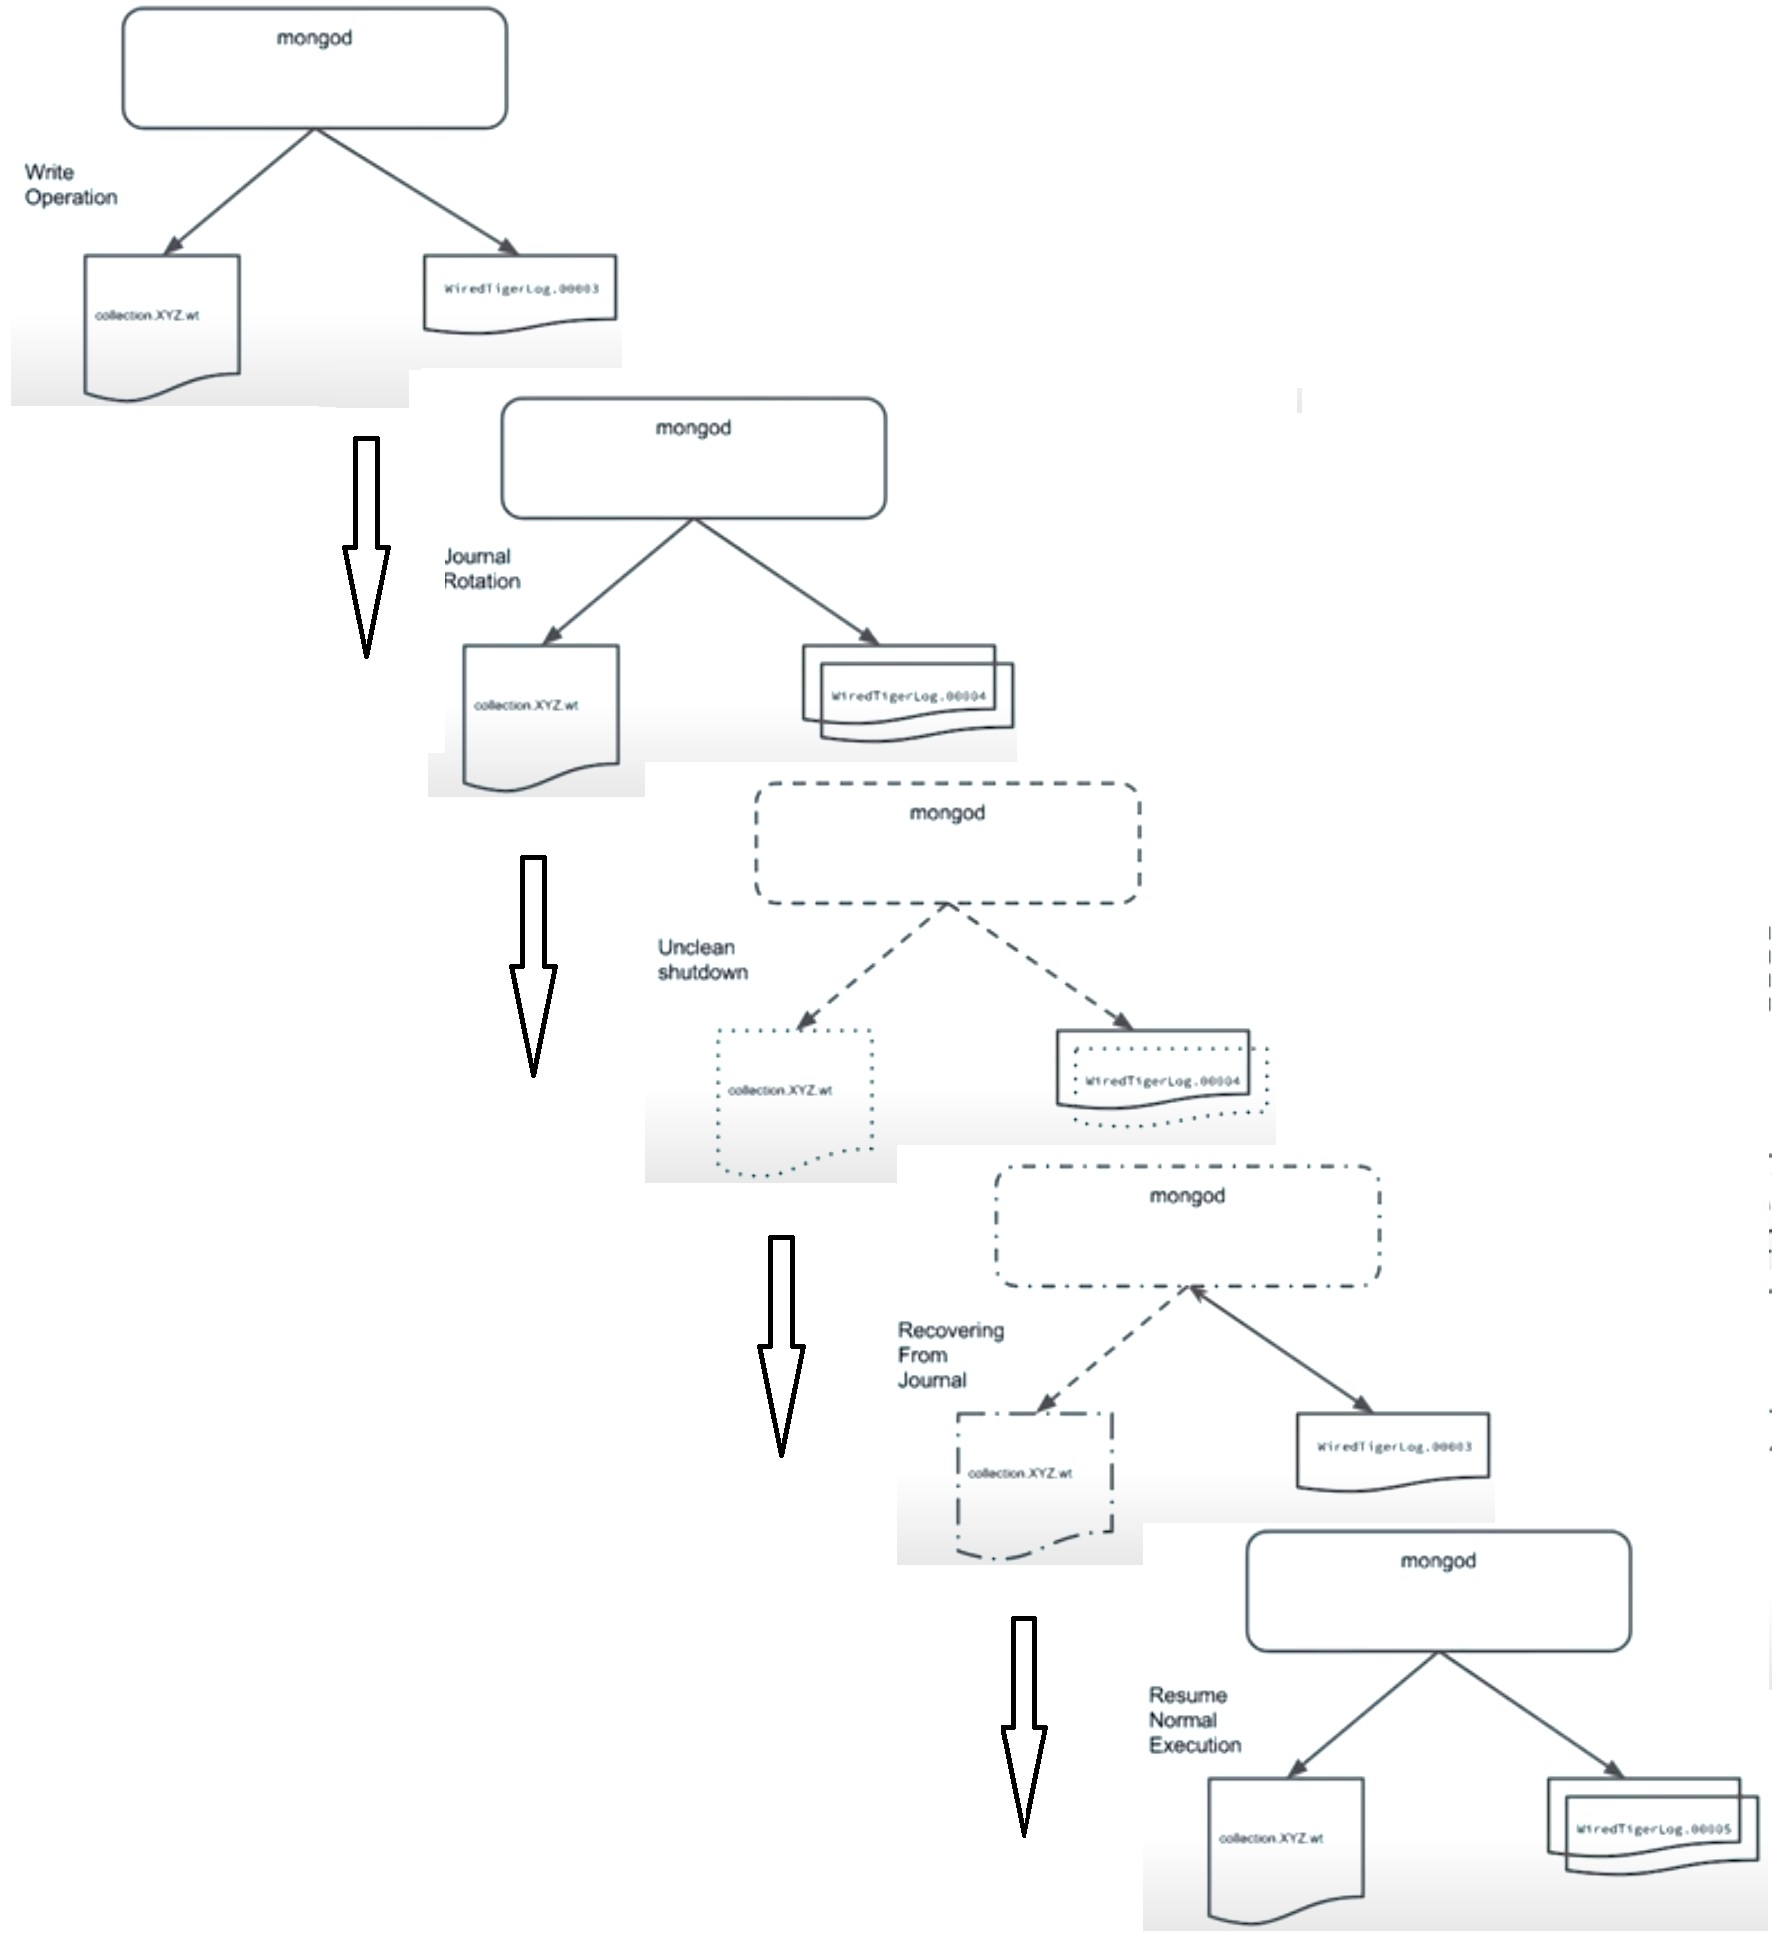 mongod
Write
Operation
collection.XYZ.wt
WiredTigerLog.00003
mongod
Journal
Rotation
collection.XYZ.wt
WiredTigerLog.00004
mongod
Unclean
shutdown
collection.XYZ.wt
WiredTigerLog.00004
mongod
Recovering
From
Journal
collection.XYZ.wt
WiredTigerLog.00003
mongod
Resume
Normal
Execution
collection.XYZ.wt
WiredTigerLog.00005